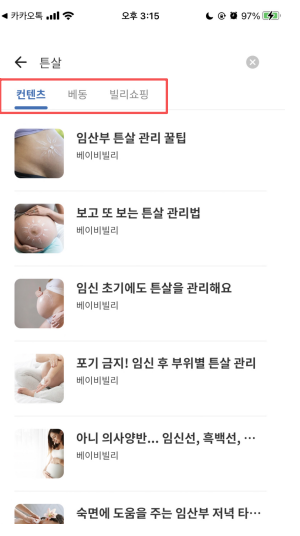 ◀ 카카오톡 오후 3:15 97%
튼살
컨텐츠 베동 빌리쇼핑
임산부 튼살 관리 꿀팁
베이비빌리
보고 또 보는 튼살 관리법
베이비빌리
임신 초기에도 튼살을 관리해요
베이비빌리
포기 금지! 임신 후 부위별 튼살 관리
베이비빌리
아니 의사양반... 임신선, 흑백선, ···
베이비빌리
숙면에 도움을 주는 임산부 저녁 타···